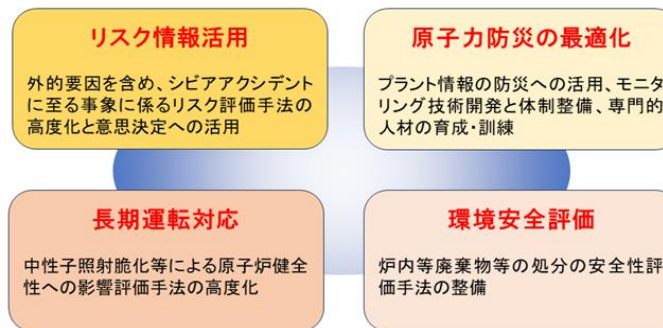 リスク情報活用
外的要因を含め、シビアアクシデント
に至る事象に係るリスク評価手法の
高度化と意思決定への活用
原子力防災の最適化
プラント情報の防災への活用、モニタ
リング技術開発と体制整備、専門的
人材の育成・訓練
長期運転対応
中性子照射脆化等による原子炉健全
性への影響評価手法の高度化
環境安全評価
炉内等廃棄物等の処分の安全性評
価手法の整備